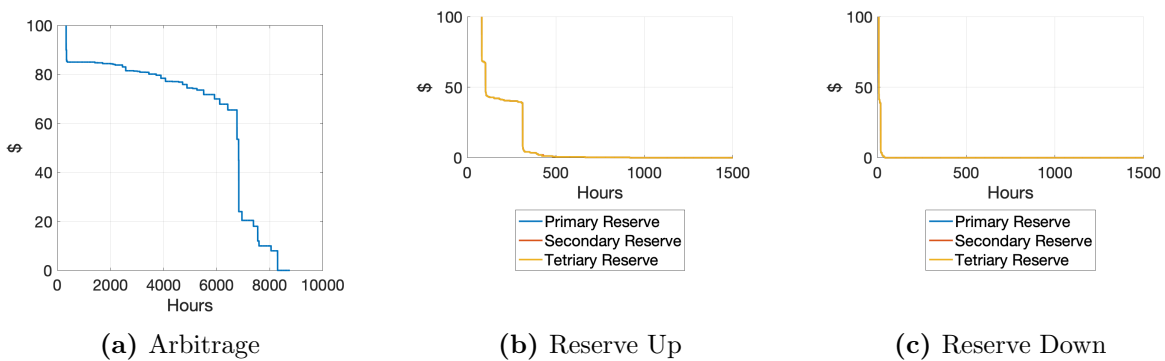 100
80
60
40
20
0
$
0 2000 4000 6000 8000 10000
Hours
(a) Arbitrage
100
50
0
$
0 500 1000 1500
Hours
Primary Reserve
Secondary Reserve
Tetriary Reserve
(b) Reserve Up
100
50
0
$
0 500 1000 1500
Hours
Primary Reserve
Secondary Reserve
Tetriary Reserve
(c) Reserve Down